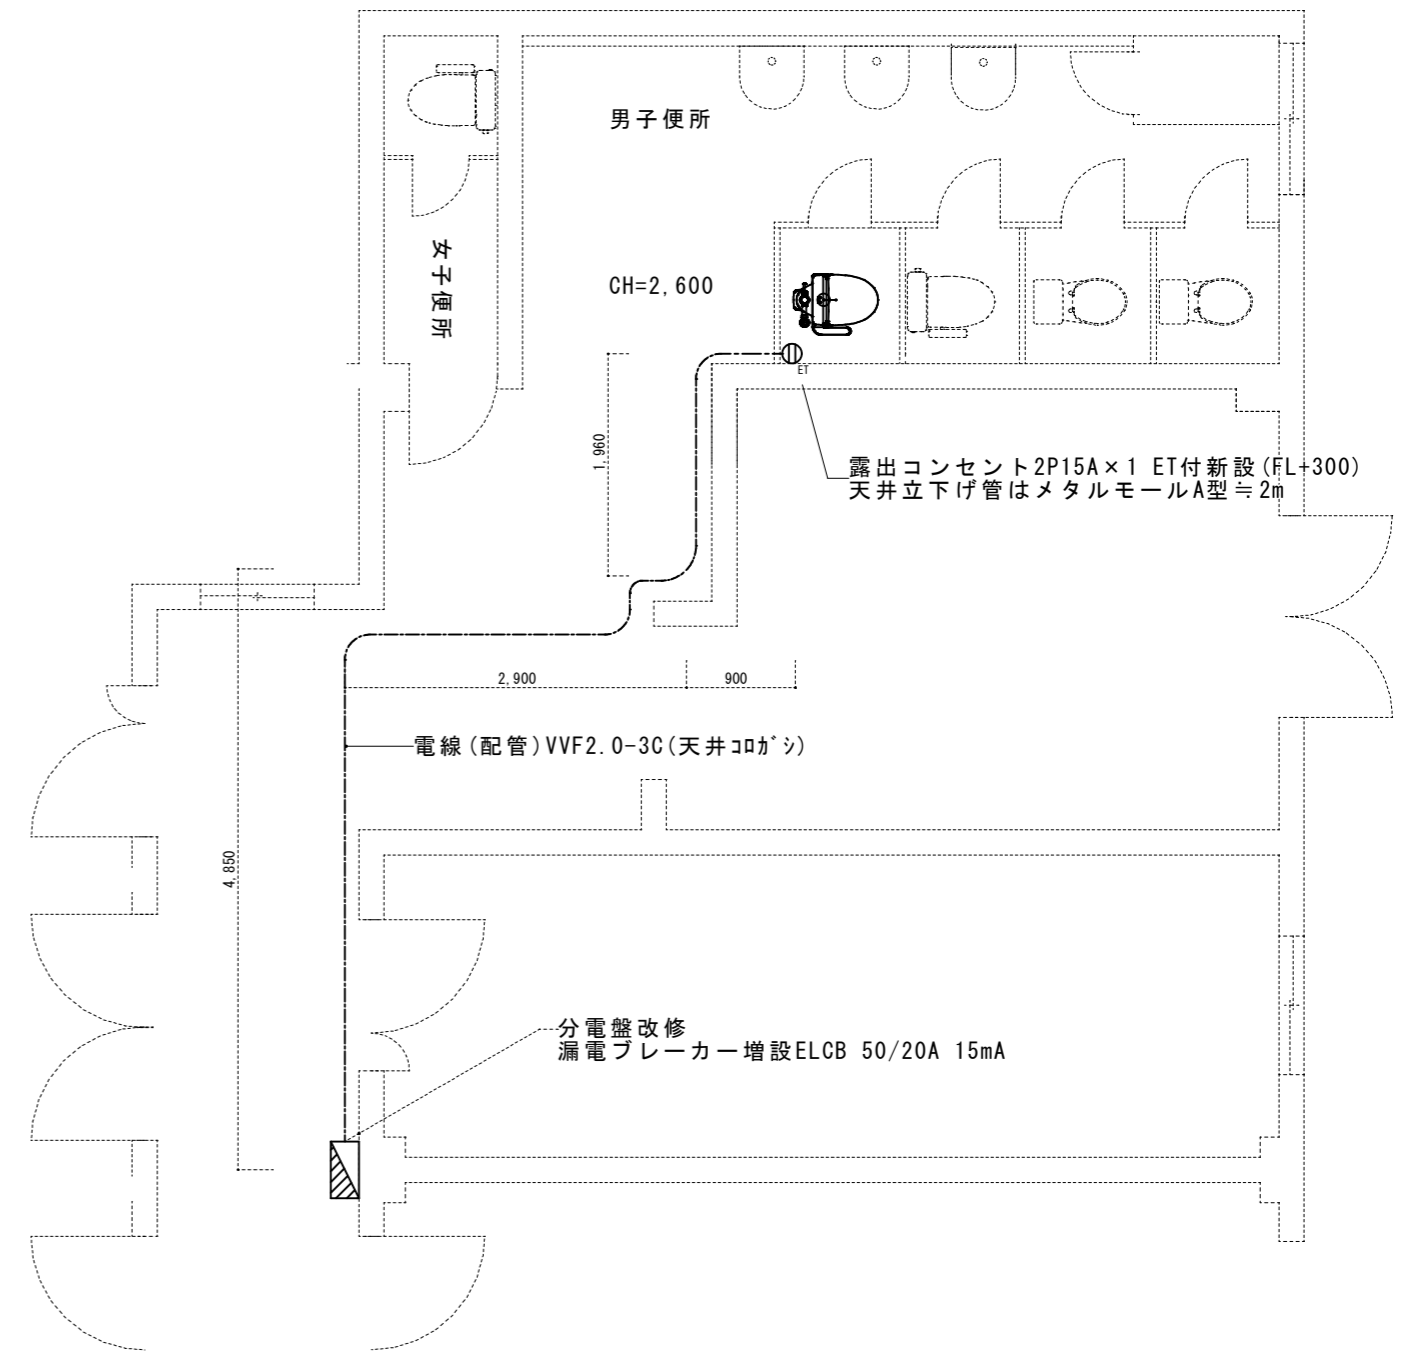 男子便所
女子便所
CH=2,600
ET
1,960
露出コンセント2P15A×1 ET付新設(FL+300)
天井立下げ管はメタルモールA型≒2m
2,900
900
電線(配管)VVF2.0-3C(天井ｺﾛｶﾞｼ)
4,850
分電盤改修
漏電ブレーカー増設ELCB 50/20A 15mA